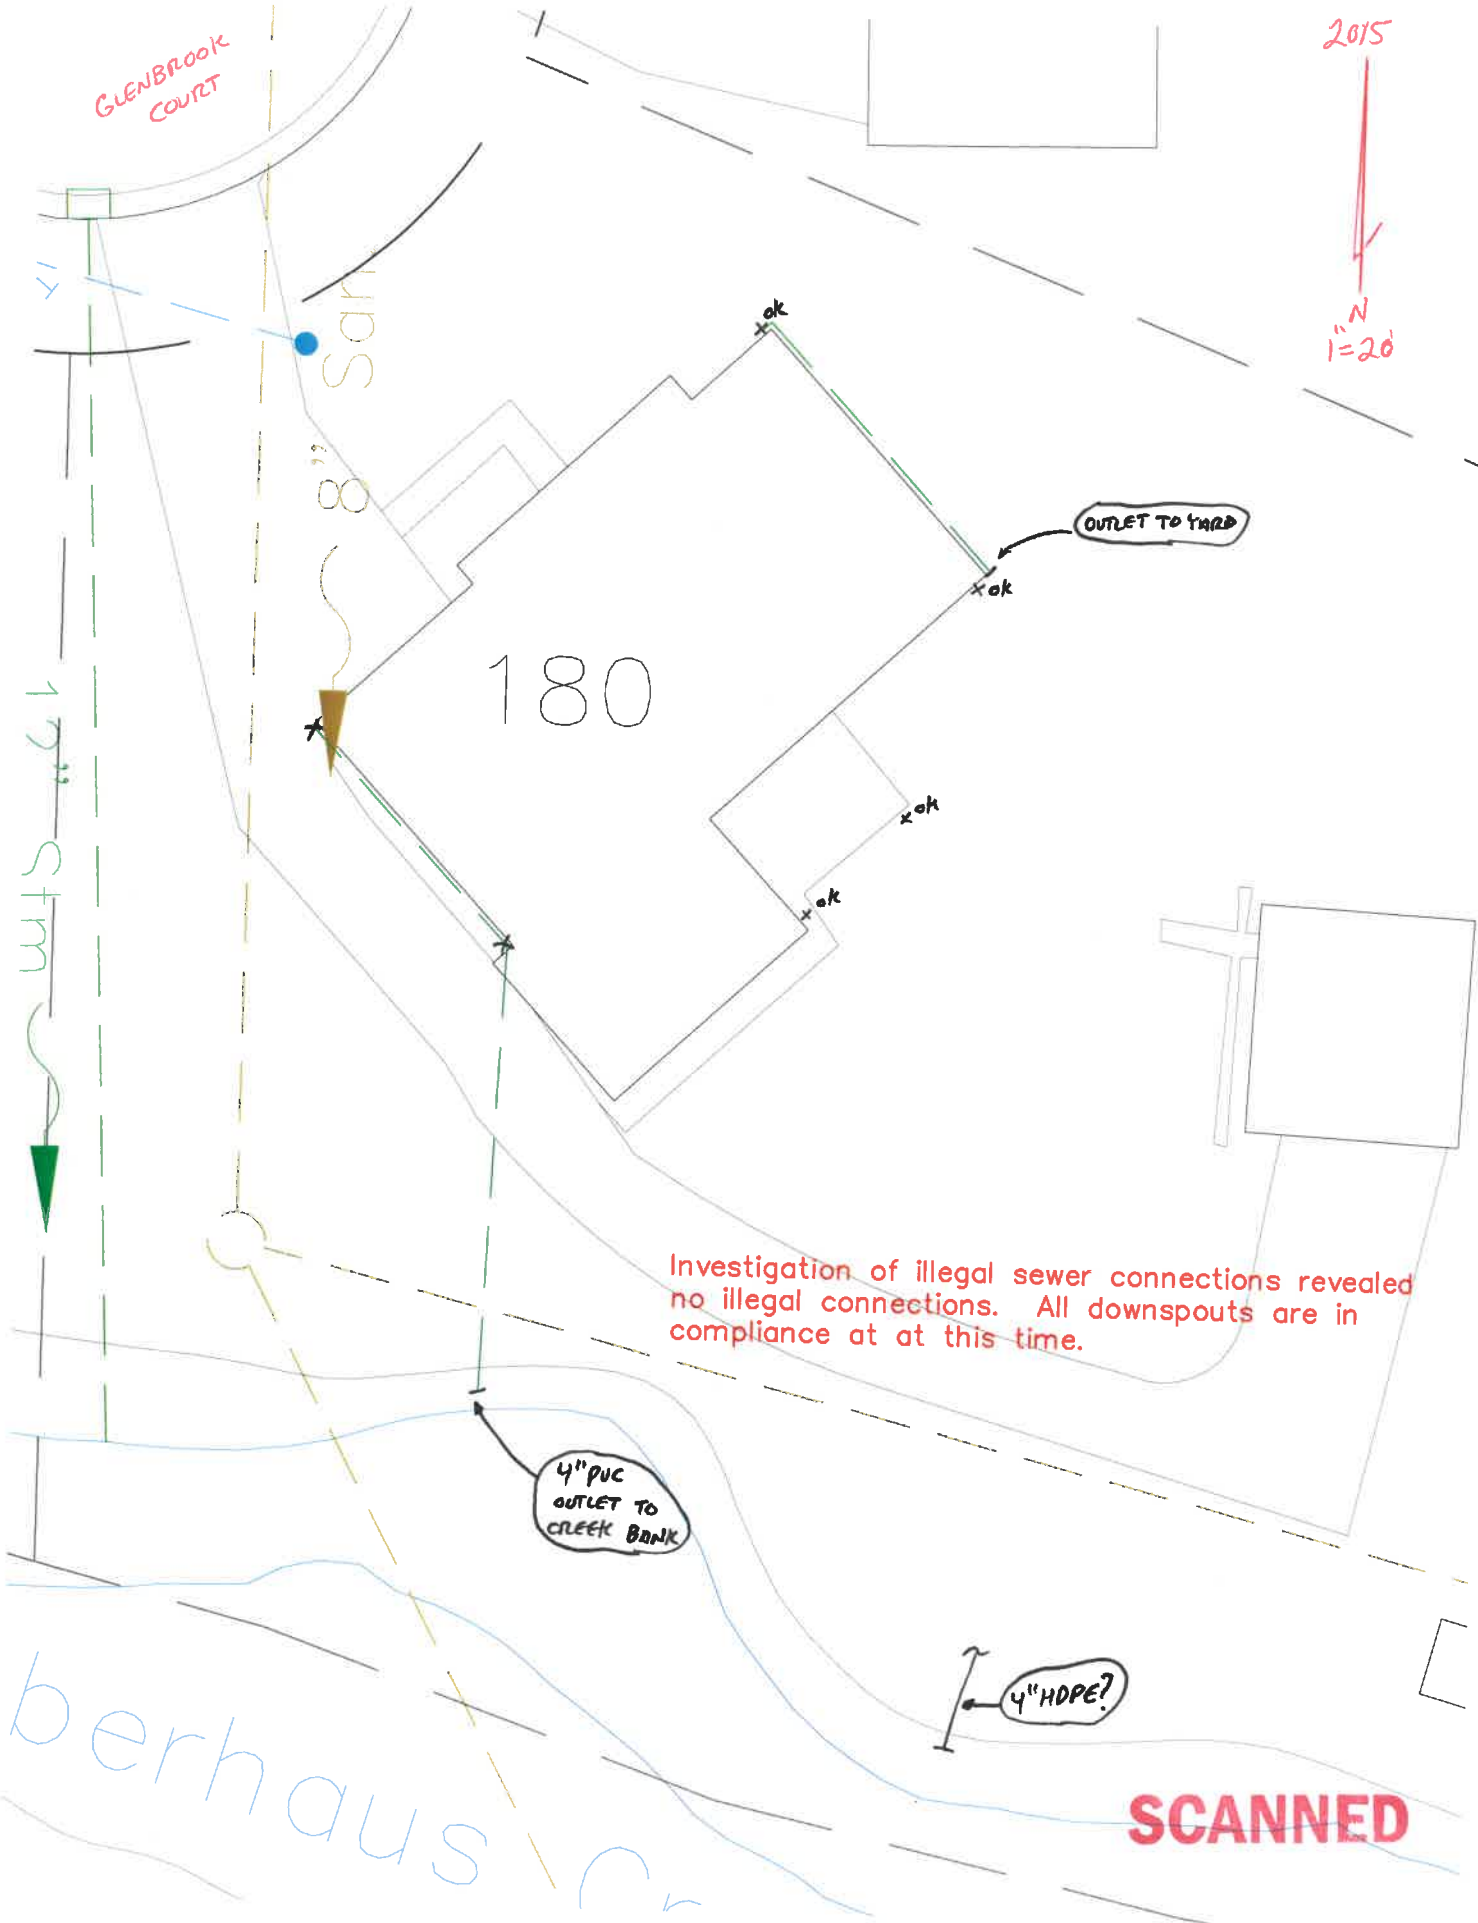 GLENBROOK
COURT
2015
N
1"=20'
San
8"
ok
OUTLET TO YARD
ok
180
12"
Stm
ok
ok
Investigation of illegal sewer connections revealed
no illegal connections. All downspouts are in
compliance at at this time.
4" PVC
OUTLET TO
CREEK BANK
4" HDPE?
berhaus Cr
SCANNED